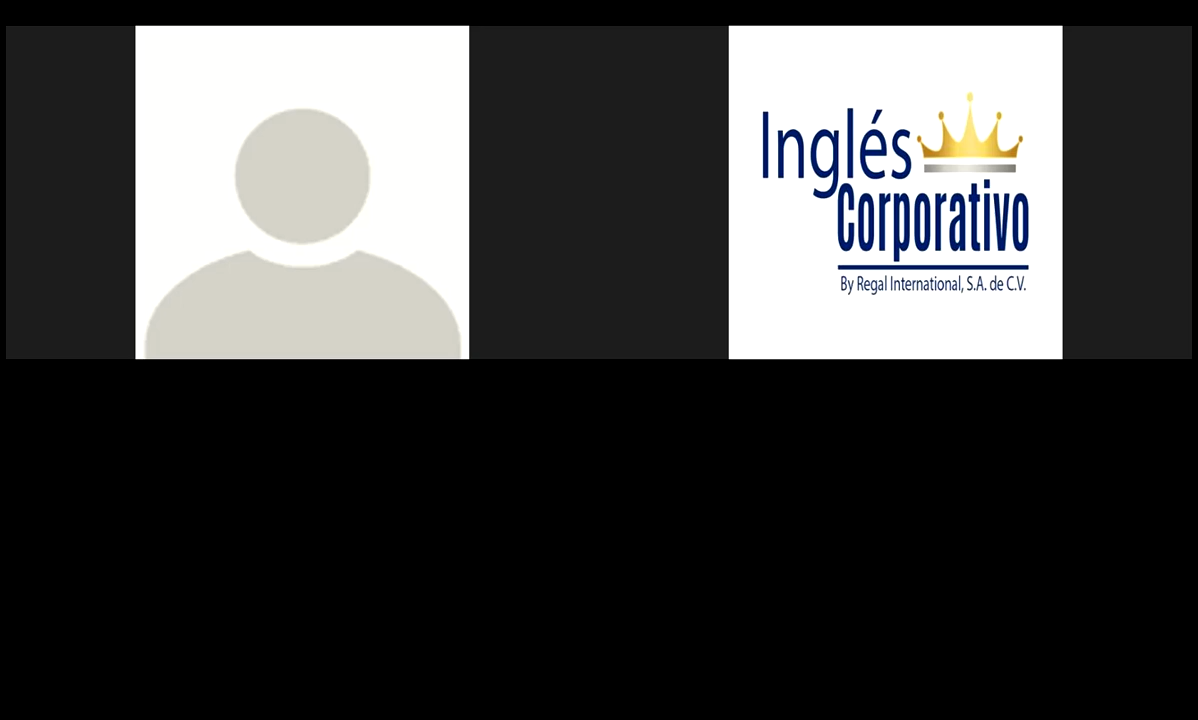 Inglés
Corporativo
By Regal International, S.A. de C.V.